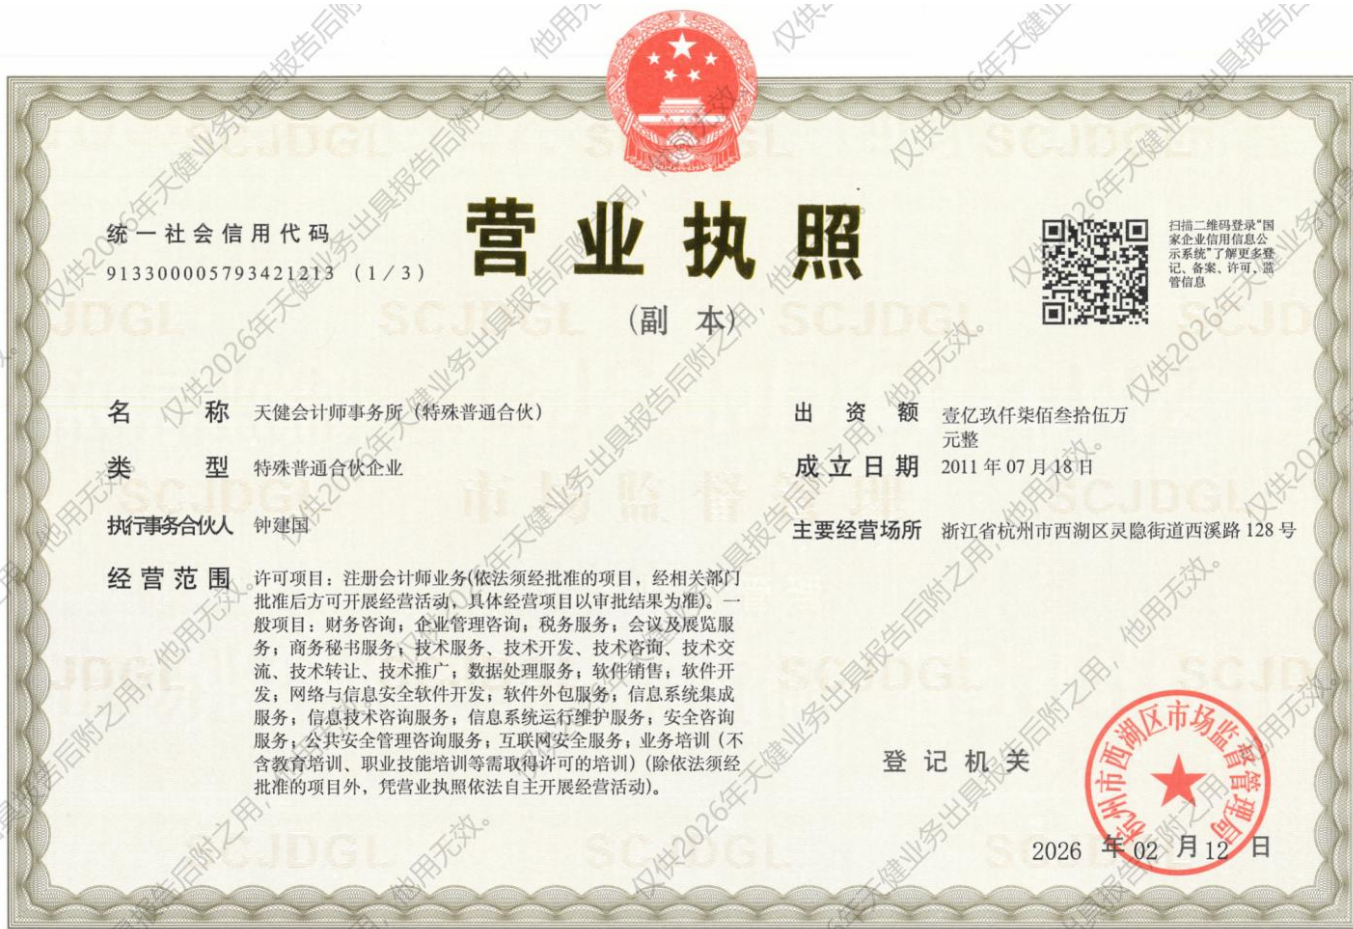 营业执照
(副 本)
统一社会信用代码
913300005793421213 (1/3)
扫描二维码登录“国
家企业信用信息公
示系统”了解更多登
记、备案、许可、监
管信息
名 称 天健会计师事务所（特殊普通合伙）
类 型 特殊普通合伙企业
执行事务合伙人 钟建国
经营范围 许可项目：注册会计师业务(依法须经批准的项目，经相关部门
批准后方可开展经营活动，具体经营项目以审批结果为准)。一
般项目：财务咨询；企业管理咨询；税务服务；会议及展览服
务；商务秘书服务；技术服务、技术开发、技术咨询、技术交
流、技术转让、技术推广；数据处理服务；软件销售；软件开
发；网络与信息安全软件开发；软件外包服务；信息系统集成
服务；信息技术咨询服务；信息系统运行维护服务；安全咨询
服务；公共安全管理咨询服务；互联网安全服务；业务培训（不
含教育培训、职业技能培训等需取得许可的培训）(除依法须经
批准的项目外，凭营业执照依法自主开展经营活动)。
出 资 额 壹亿玖仟柒佰叁拾伍万
元整
成立日期 2011年07月18日
主要经营场所 浙江省杭州市西湖区灵隐街道西溪路128号
登记机关
杭州市西湖区市场监督管理局
2026 年 02 月 12 日
仅供2026年天健业务出具报告后附之用，他用无效。
SCJDGL
市场监督管理